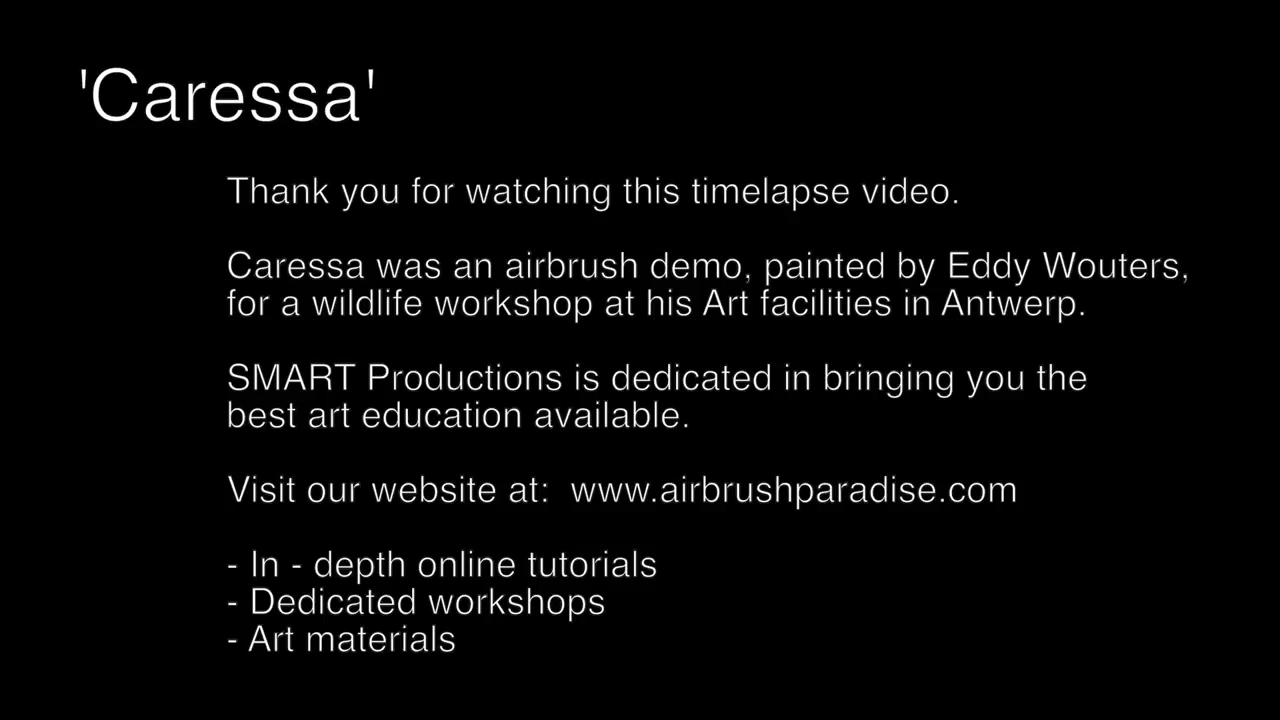 'Caressa'
Thank you for watching this timelapse video.
Caressa was an airbrush demo, painted by Eddy Wouters,
for a wildlife workshop at his Art facilities in Antwerp.
SMART Productions is dedicated in bringing you the
best art education available.
Visit our website at:  www.airbrushparadise.com
- In - depth online tutorials
- Dedicated workshops
- Art materials